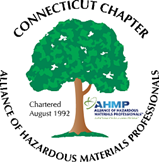 CONNECTICUT CHAPTER
Chartered
August 1992
AHMP
ALLIANCE OF HAZARDOUS
MATERIALS PROFESSIONALS
ALLIANCE OF HAZARDOUS MATERIALS PROFESSIONALS